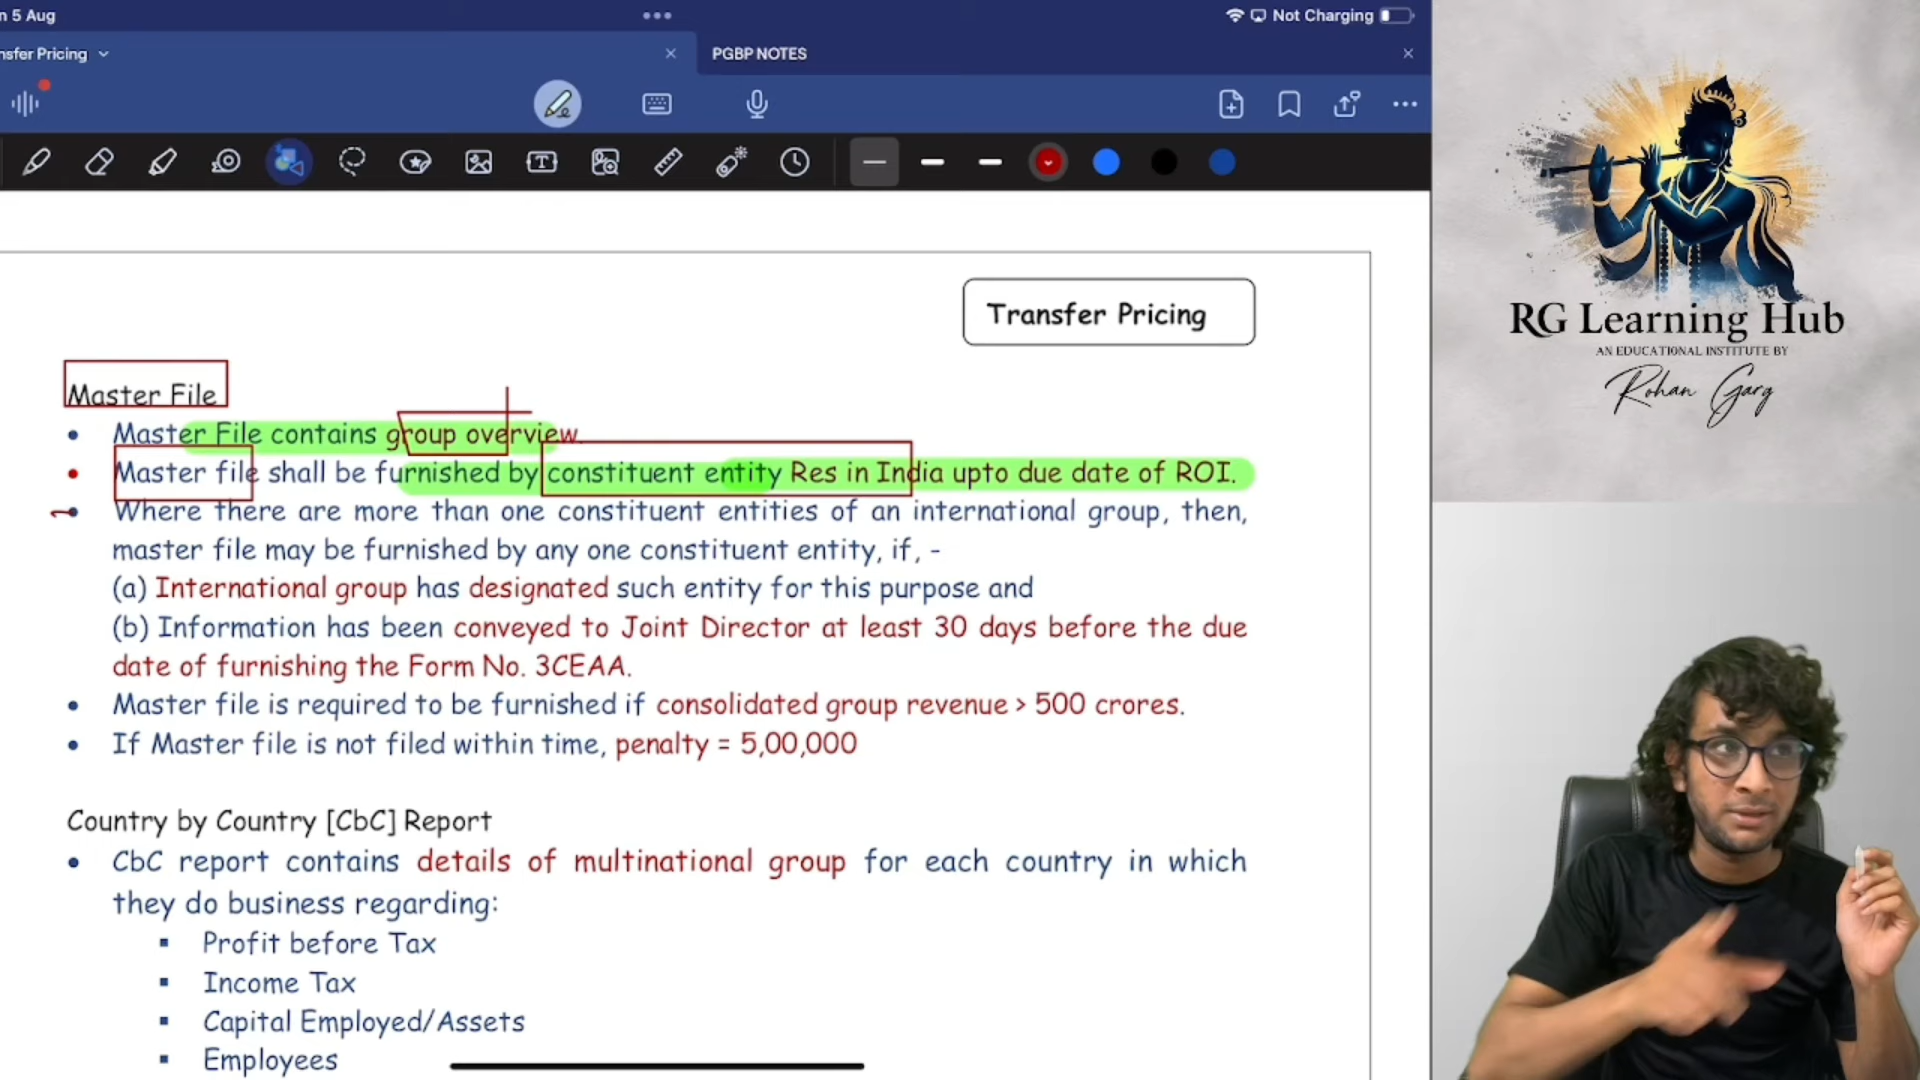 n 5 Aug
Not Charging
nsfer Pricing
PGBP NOTES
Transfer Pricing
Master File
• Master File contains group overview.
• Master file shall be furnished by constituent entity Res in India upto due date of ROI.
• Where there are more than one constituent entities of an international group, then,
master file may be furnished by any one constituent entity, if, -
(a) International group has designated such entity for this purpose and
(b) Information has been conveyed to Joint Director at least 30 days before the due
date of furnishing the Form No. 3CEAA.
• Master file is required to be furnished if consolidated group revenue > 500 crores.
• If Master file is not filed within time, penalty = 5,00,000
Country by Country [CbC] Report
• CbC report contains details of multinational group for each country in which
they do business regarding:
▪ Profit before Tax
▪ Income Tax
▪ Capital Employed/Assets
▪ Employees
RG Learning Hub
AN EDUCATIONAL INSTITUTE BY
Rohan Garg